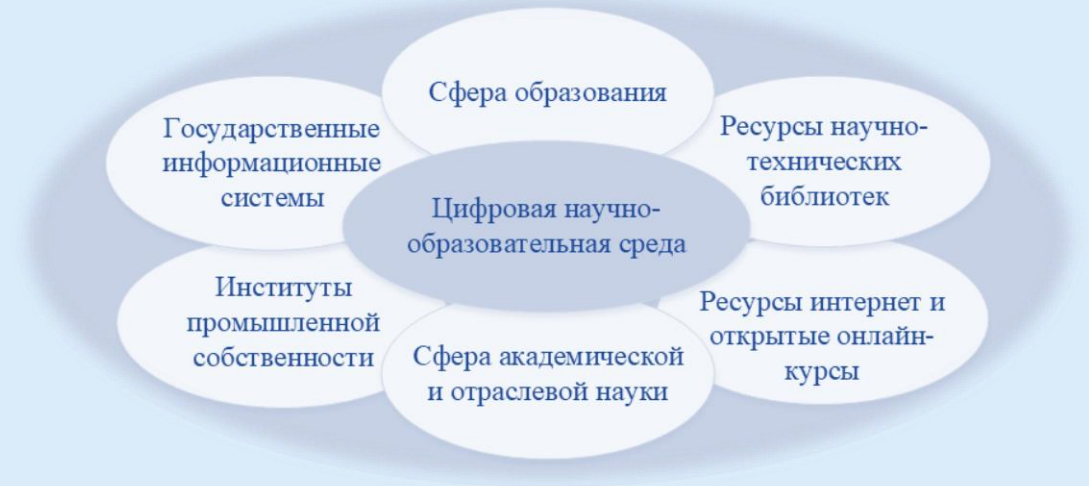 Сфера образования
Государственные
информационные
системы
Ресурсы научно-
технических
библиотек
Цифровая научно-
образовательная среда
Институты
промышленной
собственности
Сфера академической
и отраслевой науки
Ресурсы интернет и
открытые онлайн-
курсы